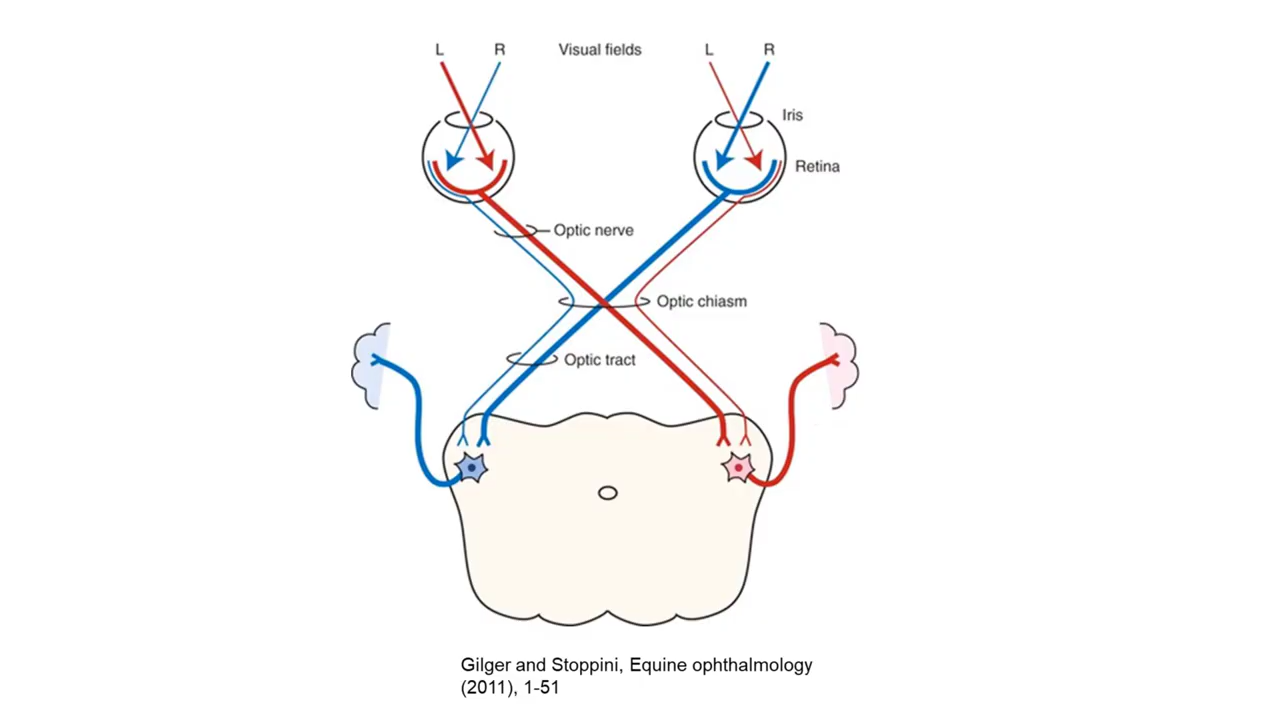 L R Visual fields L R
Iris
Retina
Optic nerve
Optic chiasm
Optic tract
Gilger and Stoppini, Equine ophthalmology
(2011), 1-51